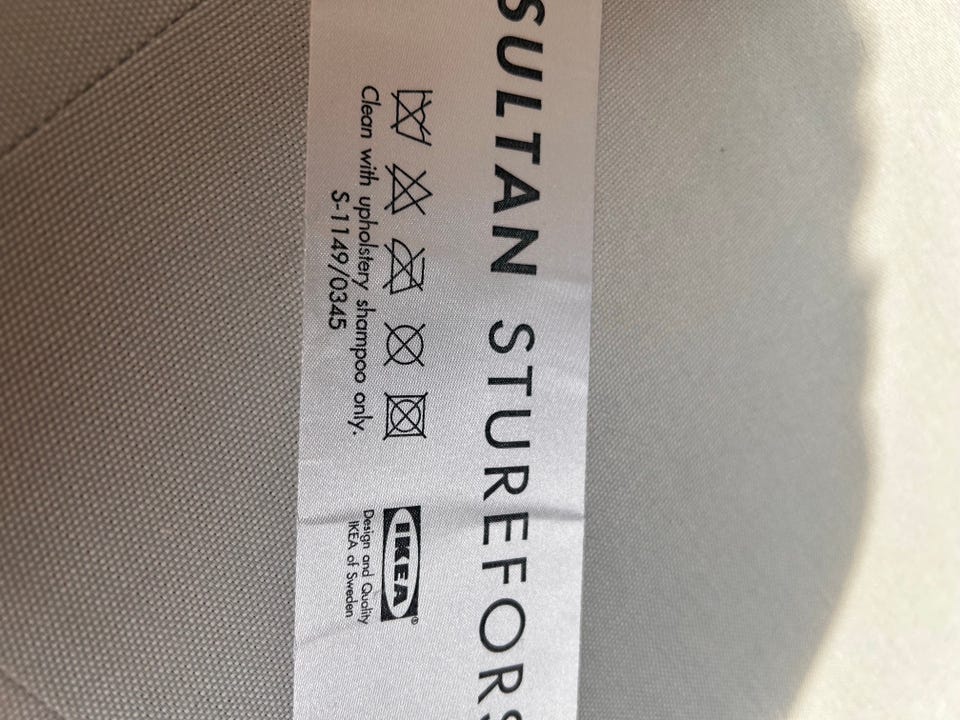 SULTAN STUREFORS
Clean with upholstery shampoo only.
S-1149/0345
IKEA®
Design and Quality
IKEA of Sweden